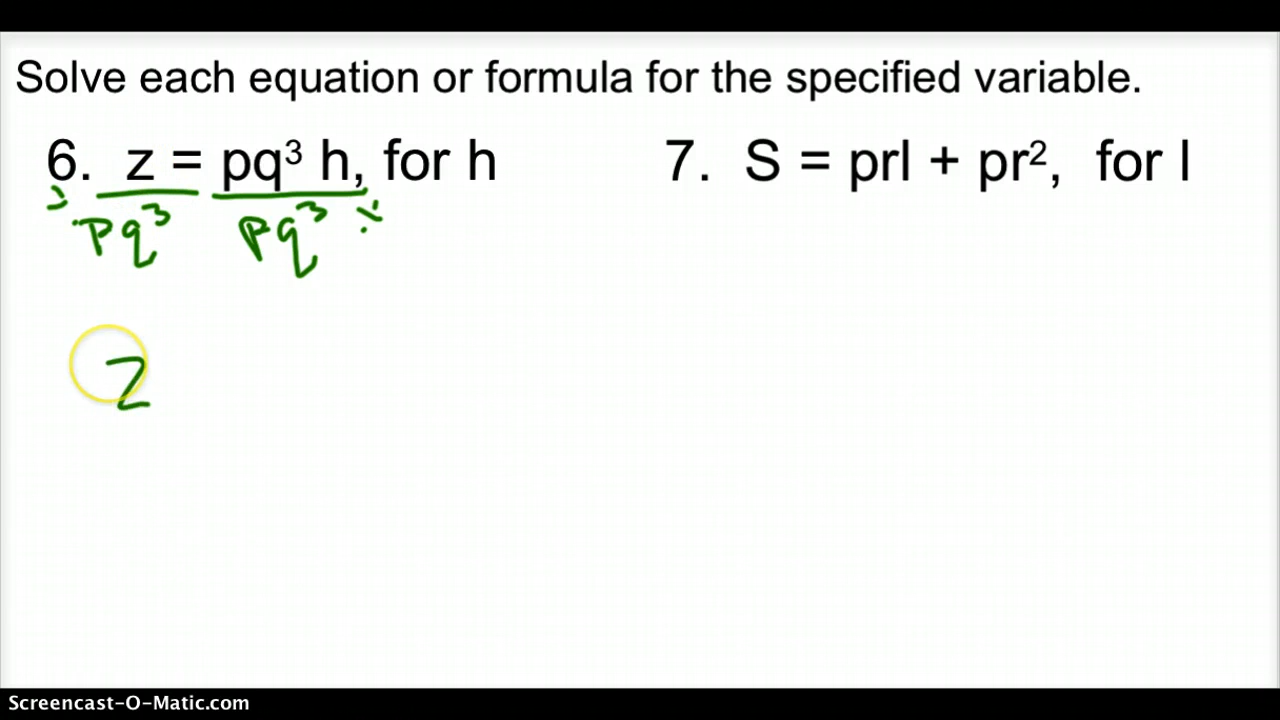 Solve each equation or formula for the specified variable.
6. z = pq³ h, for h
7. S = prl + pr², for l
÷ pq³ pq³ ÷
z
Screencast-O-Matic.com